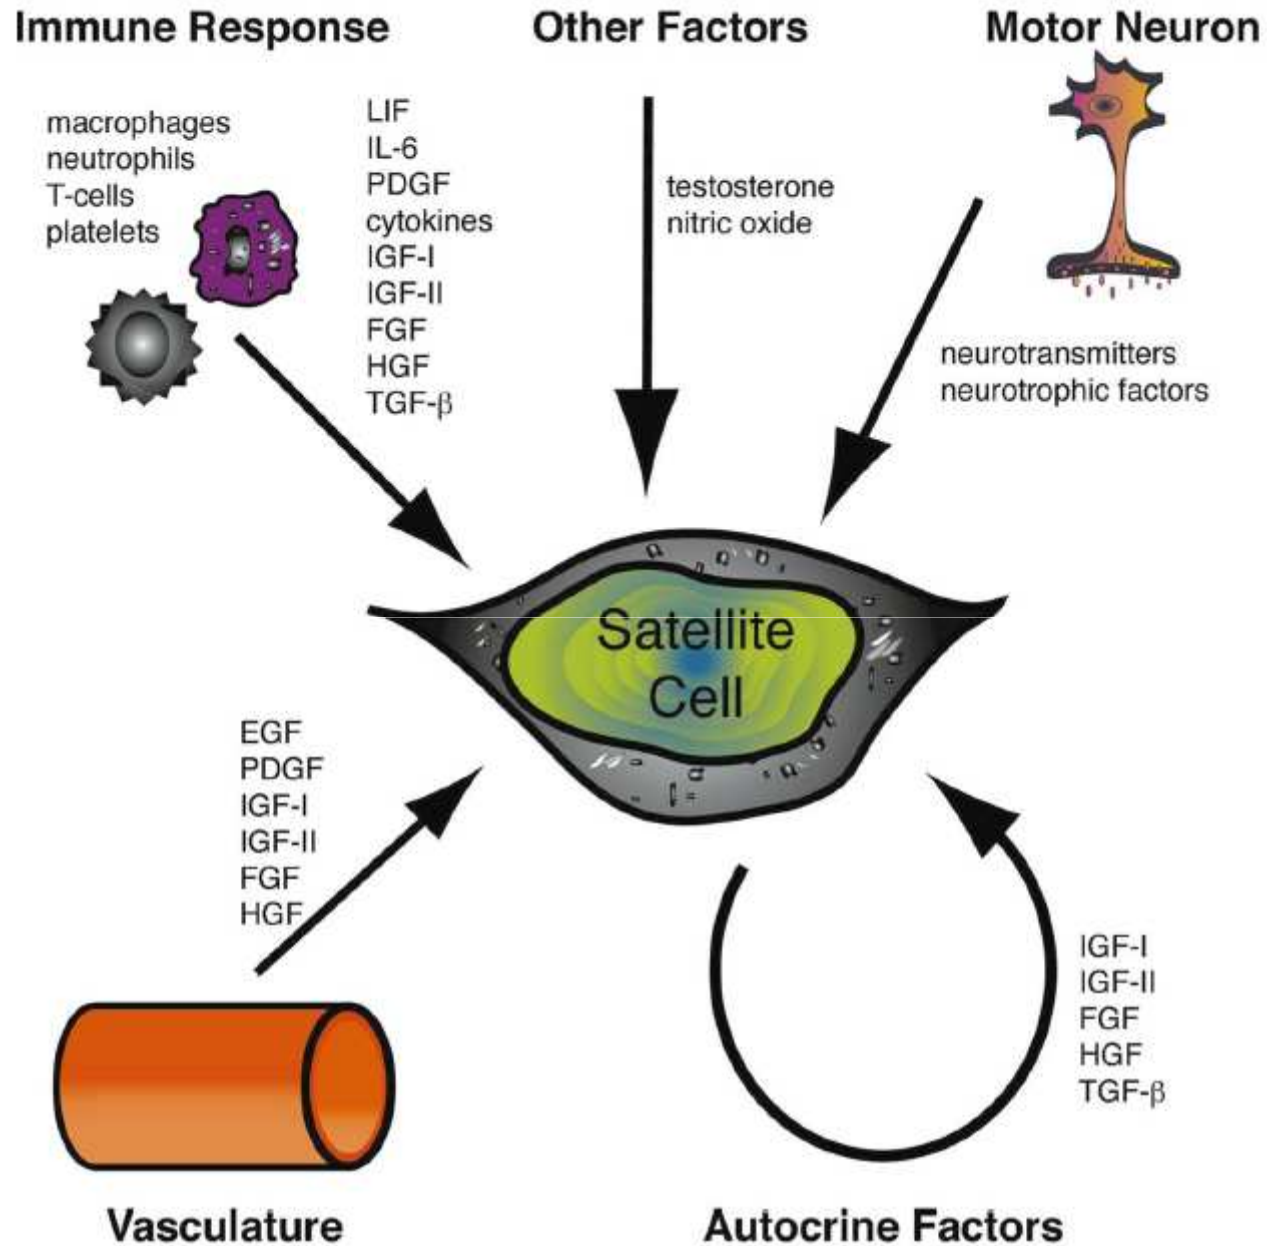 Immune Response
Other Factors
Motor Neuron
macrophages
neutrophils
T-cells
platelets
LIF
IL-6
PDGF
cytokines
IGF-I
IGF-II
FGF
HGF
TGF-β
testosterone
nitric oxide
neurotransmitters
neurotrophic factors
Satellite
Cell
EGF
PDGF
IGF-I
IGF-II
FGF
HGF
IGF-I
IGF-II
FGF
HGF
TGF-β
Vasculature
Autocrine Factors